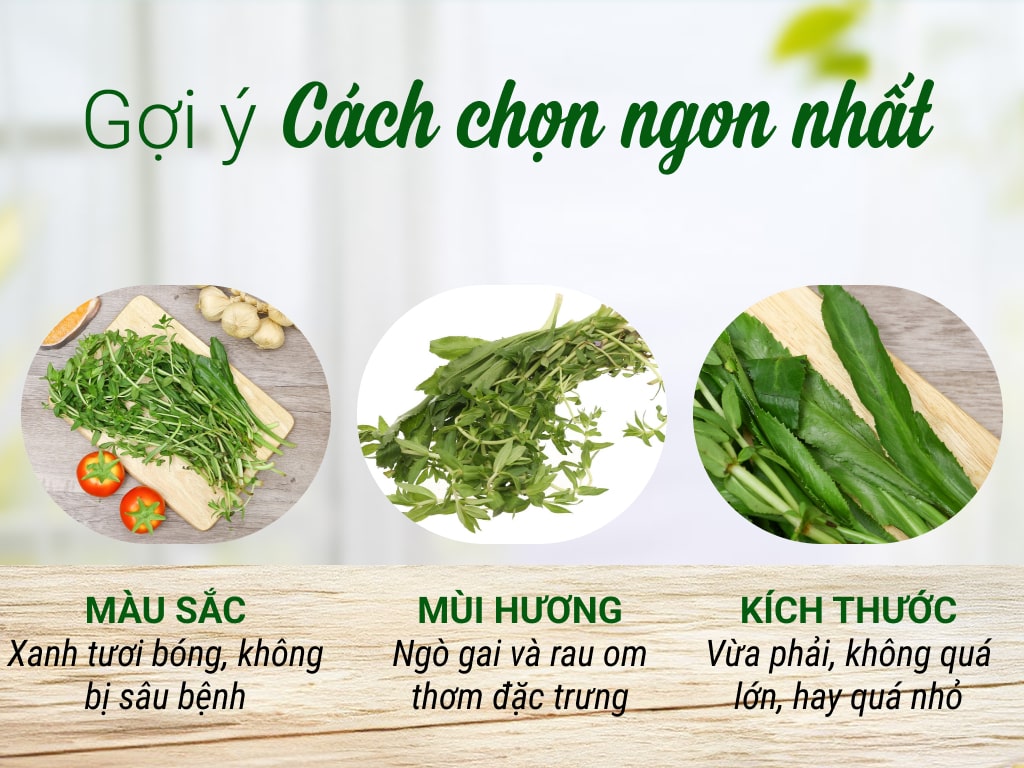 Gợi ý Cách chọn ngon nhất
MÀU SẮC
Xanh tươi bóng, không
bị sâu bệnh
MÙI HƯƠNG
Ngò gai và rau om
thơm đặc trưng
KÍCH THƯỚC
Vừa phải, không quá
lớn, hay quá nhỏ